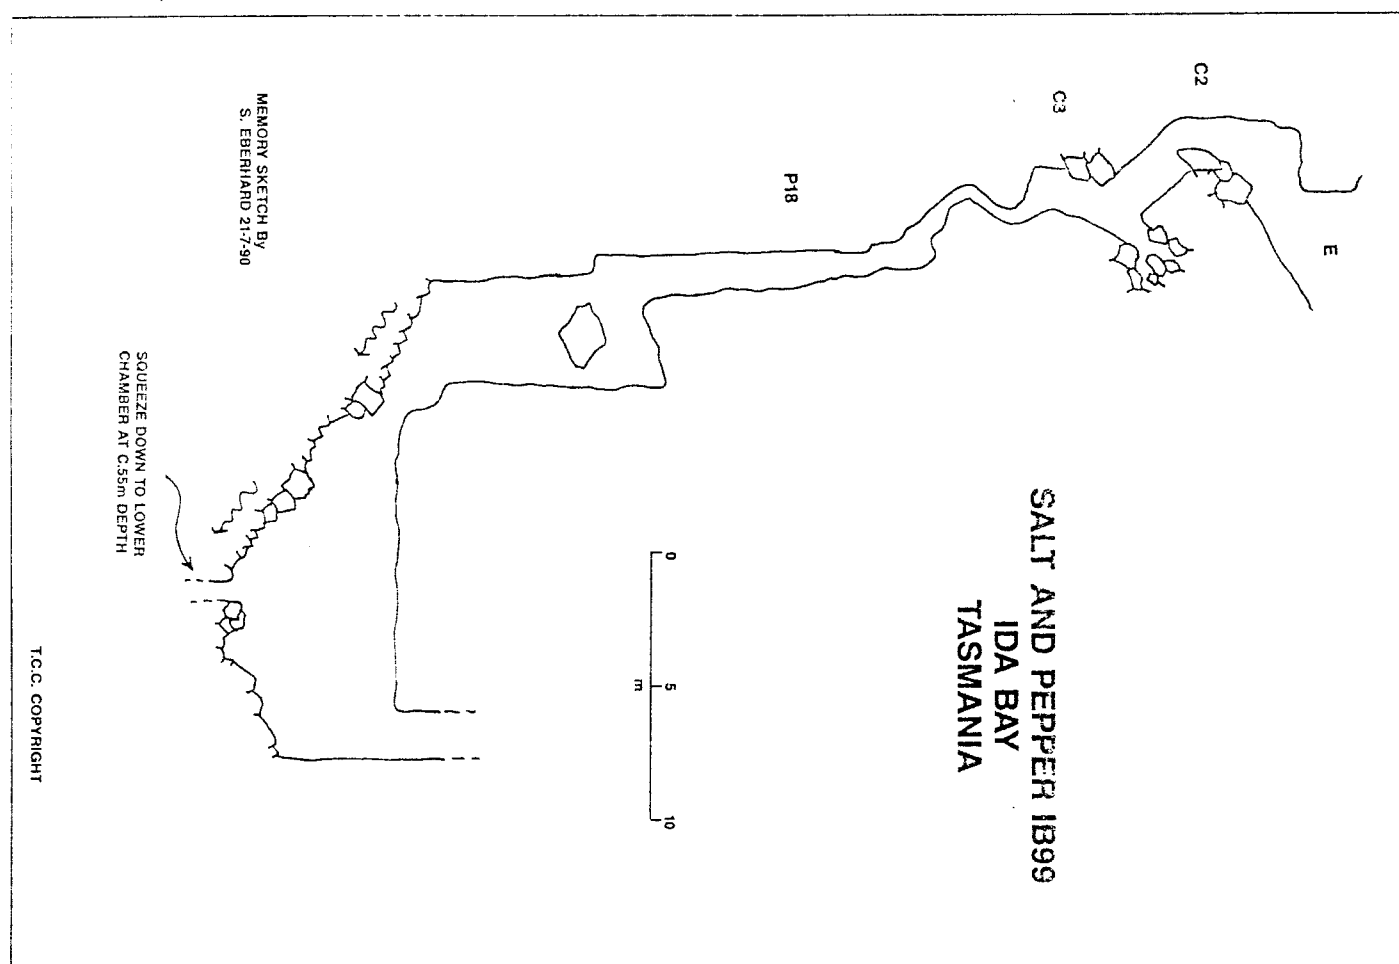 SALT AND PEPPER IB99
IDA BAY
TASMANIA
E
C2
C3
P18
0
5
10
m
MEMORY SKETCH By
S. EBERHARD 21-7-90
SQUEEZE DOWN TO LOWER
CHAMBER AT C.55m DEPTH
T.C.C. COPYRIGHT